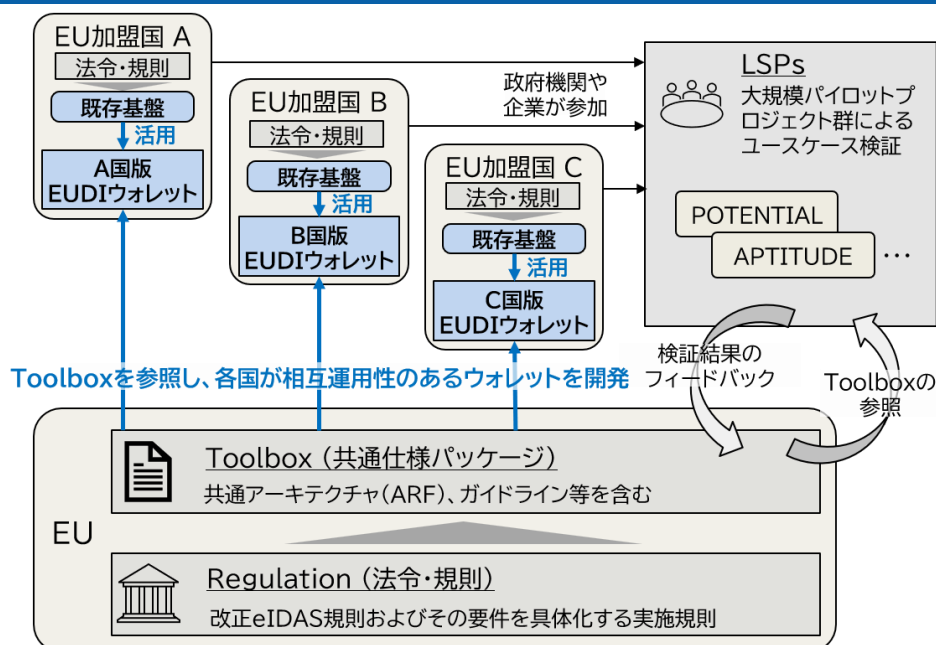 EU加盟国 A
法令・規則
既存基盤
活用
A国版
EUDIウォレット
EU加盟国 B
法令・規則
既存基盤
活用
B国版
EUDIウォレット
EU加盟国 C
法令・規則
既存基盤
活用
C国版
EUDIウォレット
政府機関や
企業が参加
LSPs
大規模パイロットプ
ロジェクト群による
ユースケース検証
POTENTIAL
APTITUDE
…
検証結果の
フィードバック
Toolboxの
参照
Toolboxを参照し、各国が相互運用性のあるウォレットを開発
EU
Toolbox (共通仕様パッケージ)
共通アーキテクチャ(ARF)、ガイドライン等を含む
Regulation (法令・規則)
改正eIDAS規則およびその要件を具体化する実施規則